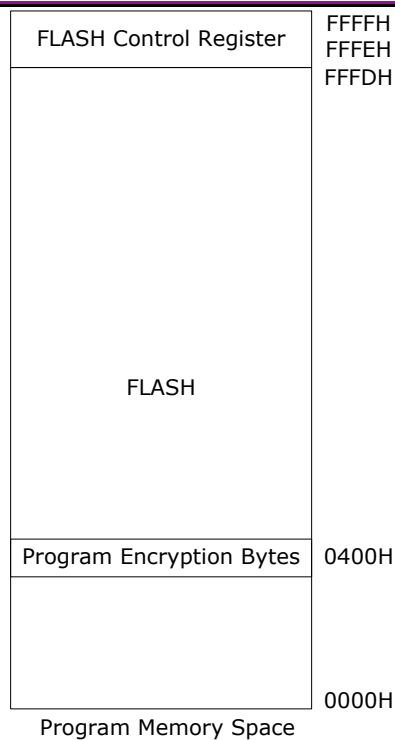 FLASH Control Register
FFFFH
FFFEH
FFFDH
FLASH
Program Encryption Bytes
0400H
0000H
Program Memory Space